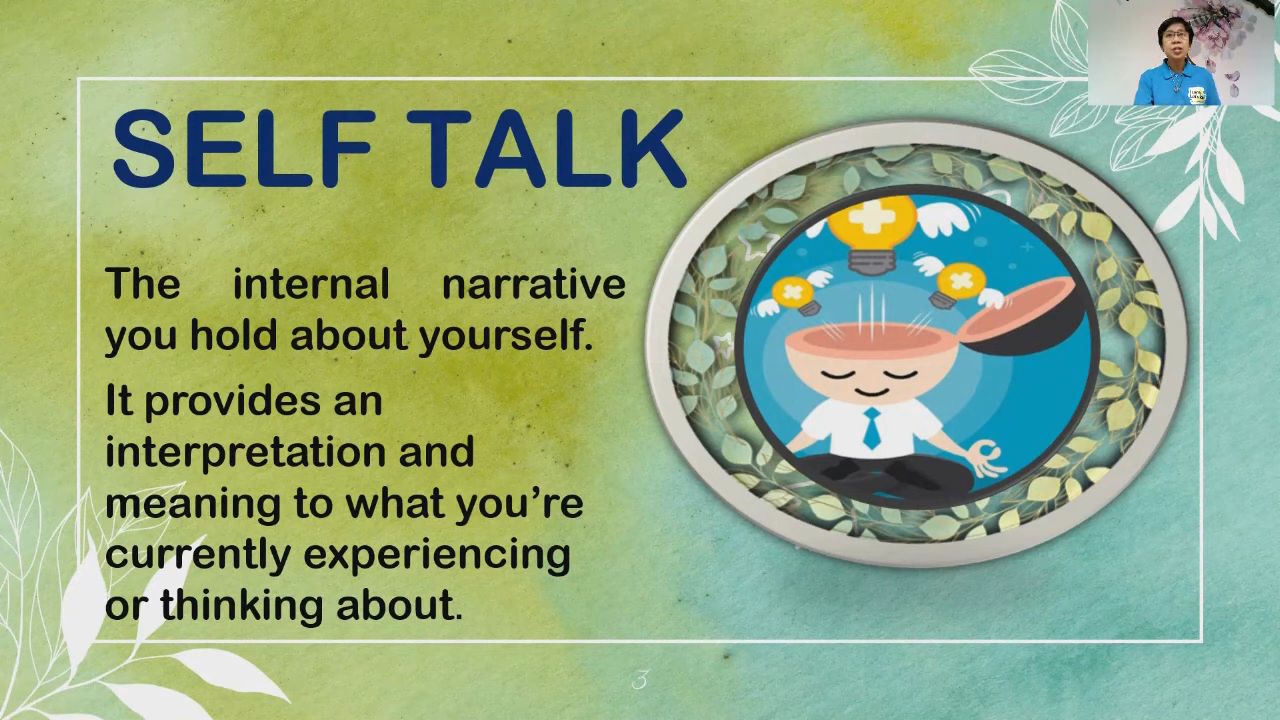 SELF TALK
The internal narrative
you hold about yourself.
It provides an
interpretation and
meaning to what you’re
currently experiencing
or thinking about.
3